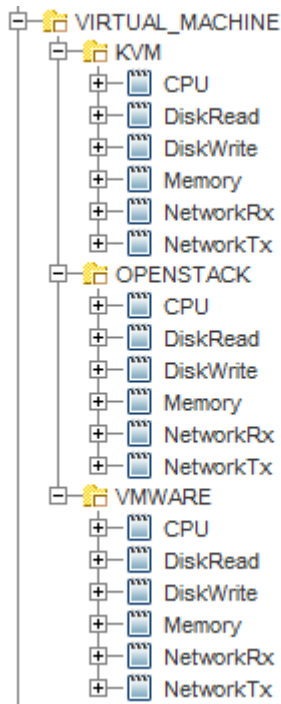 VIRTUAL_MACHINE
KVM
CPU
DiskRead
DiskWrite
Memory
NetworkRx
NetworkTx
OPENSTACK
CPU
DiskRead
DiskWrite
Memory
NetworkRx
NetworkTx
VMWARE
CPU
DiskRead
DiskWrite
Memory
NetworkRx
NetworkTx